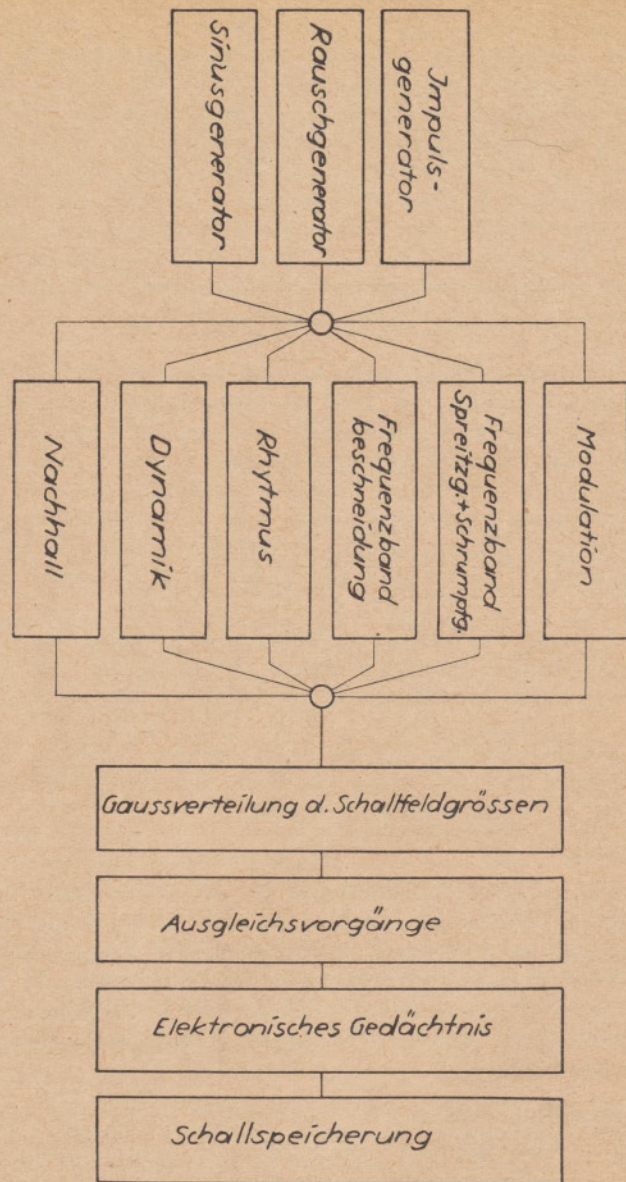 Sinusgenerator
Rauschgenerator
Jmpuls-
generator
Nachhall
Dynamik
Rhytmus
Frequenzband
beschneidung
Frequenzband
Spreitzg.+Schrumpfg.
Modulation
Gaussverteilung d. Schallfeldgrössen
Ausgleichsvorgänge
Elektronisches Gedächtnis
Schallspeicherung